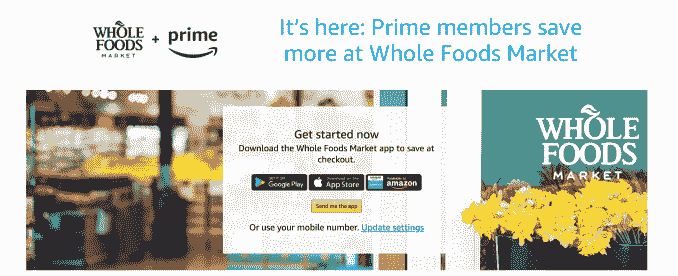 WHOLE
FOODS
MARKET
+ prime
It's here: Prime members save
more at Whole Foods Market
Get started now
Download the Whole Foods Market app to save at
checkout.
Google Play
App Store
amazon
Send me the app
Or use your mobile number. Update settings
WHOLE
FOODS
MARKET